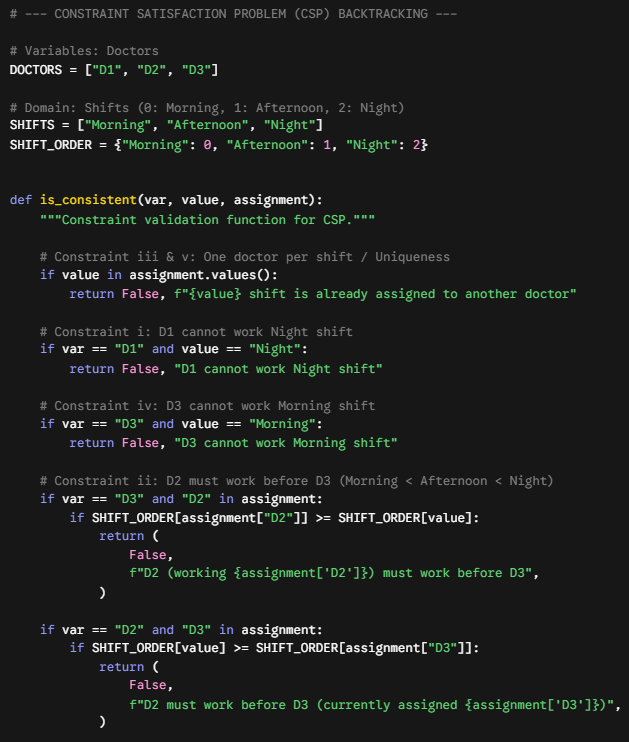 # --- CONSTRAINT SATISFACTION PROBLEM (CSP) BACKTRACKING ---

# Variables: Doctors
DOCTORS = ["D1", "D2", "D3"]

# Domain: Shifts (0: Morning, 1: Afternoon, 2: Night)
SHIFTS = ["Morning", "Afternoon", "Night"]
SHIFT_ORDER = {"Morning": 0, "Afternoon": 1, "Night": 2}


def is_consistent(var, value, assignment):
    """Constraint validation function for CSP."""

    # Constraint iii & v: One doctor per shift / Uniqueness
    if value in assignment.values():
        return False, f"{value} shift is already assigned to another doctor"

    # Constraint i: D1 cannot work Night shift
    if var == "D1" and value == "Night":
        return False, "D1 cannot work Night shift"

    # Constraint iv: D3 cannot work Morning shift
    if var == "D3" and value == "Morning":
        return False, "D3 cannot work Morning shift"

    # Constraint ii: D2 must work before D3 (Morning < Afternoon < Night)
    if var == "D3" and "D2" in assignment:
        if SHIFT_ORDER[assignment["D2"]] >= SHIFT_ORDER[value]:
            return (
                False,
                f"D2 (working {assignment['D2']}) must work before D3",
            )

    if var == "D2" and "D3" in assignment:
        if SHIFT_ORDER[value] >= SHIFT_ORDER[assignment["D3"]]:
            return (
                False,
                f"D2 must work before D3 (currently assigned {assignment['D3']})",
            )